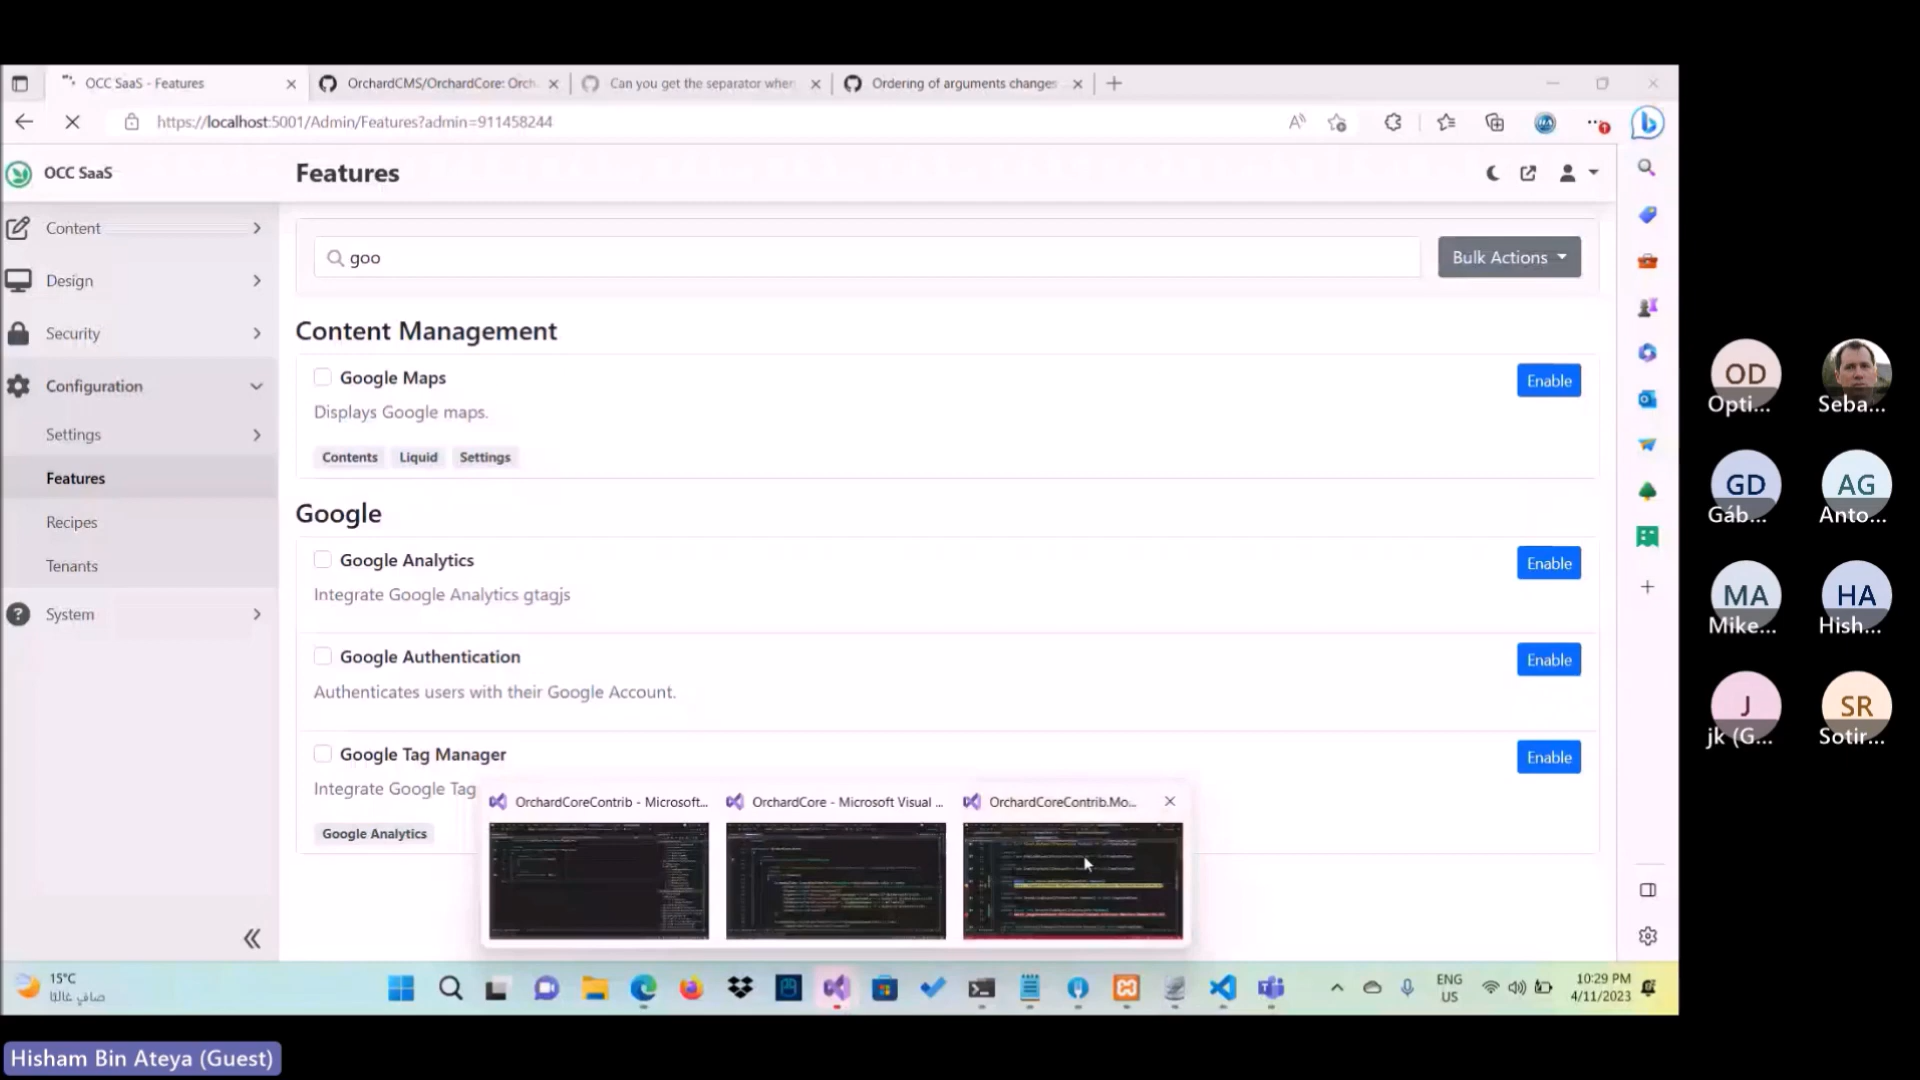 OCC SaaS - Features
OrchardCMS/OrchardCore: Orch
Can you get the separator when
Ordering of arguments changes
https://localhost:5001/Admin/Features?admin=911458244
OCC SaaS
Features
Content
Design
Security
Configuration
Settings
Features
Recipes
Tenants
System
goo
Bulk Actions
Content Management
Google Maps
Enable
Displays Google maps.
Contents
Liquid
Settings
Google
Google Analytics
Enable
Integrate Google Analytics gtagjs
Google Authentication
Enable
Authenticates users with their Google Account.
Google Tag Manager
Enable
Integrate Google Tag
Google Analytics
OrchardCoreContrib - Microsoft...
OrchardCore - Microsoft Visual ...
OrchardCoreContrib.Mo...
OD
Opti...
Seba...
GD
Gáb...
AG
Anto...
MA
Mike...
HA
Hish...
J
jk (G...
SR
Sotir...
15°C
صافٍ غالبًا
ENG
US
10:29 PM
4/11/2023
Hisham Bin Ateya (Guest)